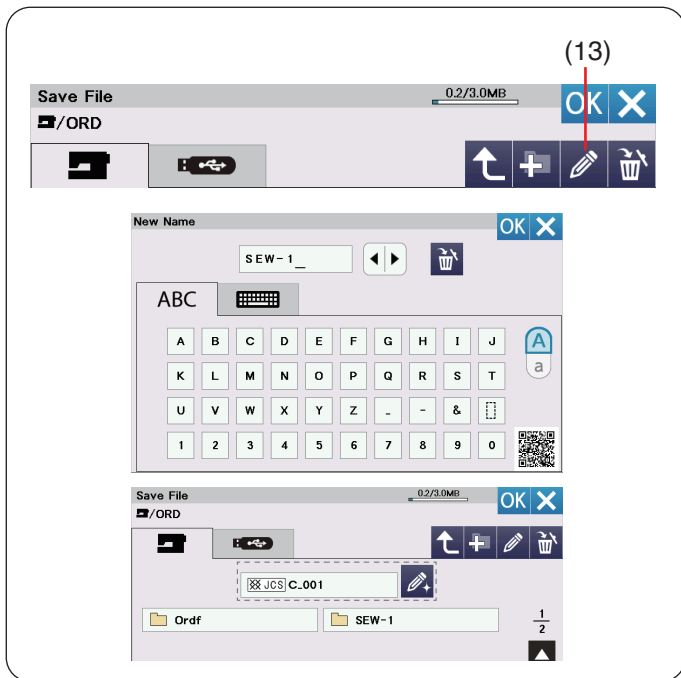 (13)
Save File 0.2/3.0MB OK
/ORD
New Name OK
SEW-1_
ABC
A B C D E F G H I J A
K L M N O P Q R S T a
U V W X Y Z _ - &
1 2 3 4 5 6 7 8 9 0
Save File 0.2/3.0MB OK
/ORD
JCS C_001
Ordf SEW-1 1
2